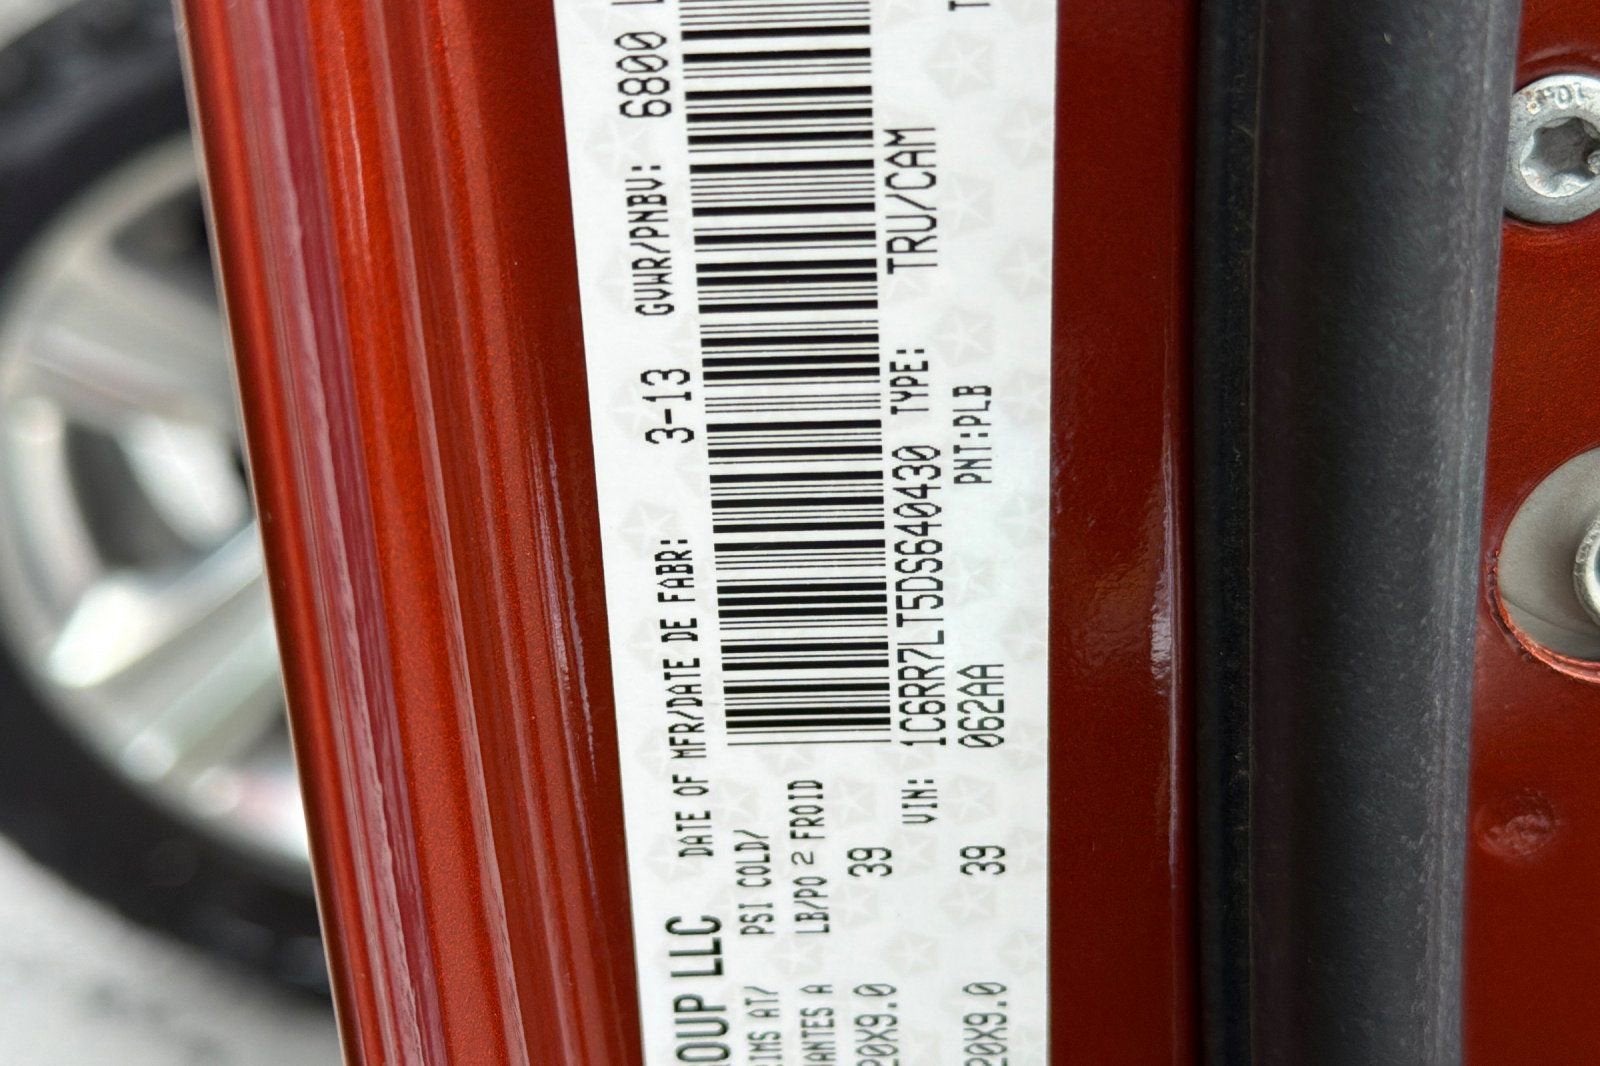 OUP LLC
DATE OF MFR/DATE DE FABR: 3-13 GVWR/PNBV: 6800
PSI COLD/
LB/PO 2 FROID
VIN: 1C6RR7LT5DS640430 TYPE: TRU/CAM
062AA PNT:PLB
IMS AT/
ANTES A
20X9.0 39
20X9.0 39